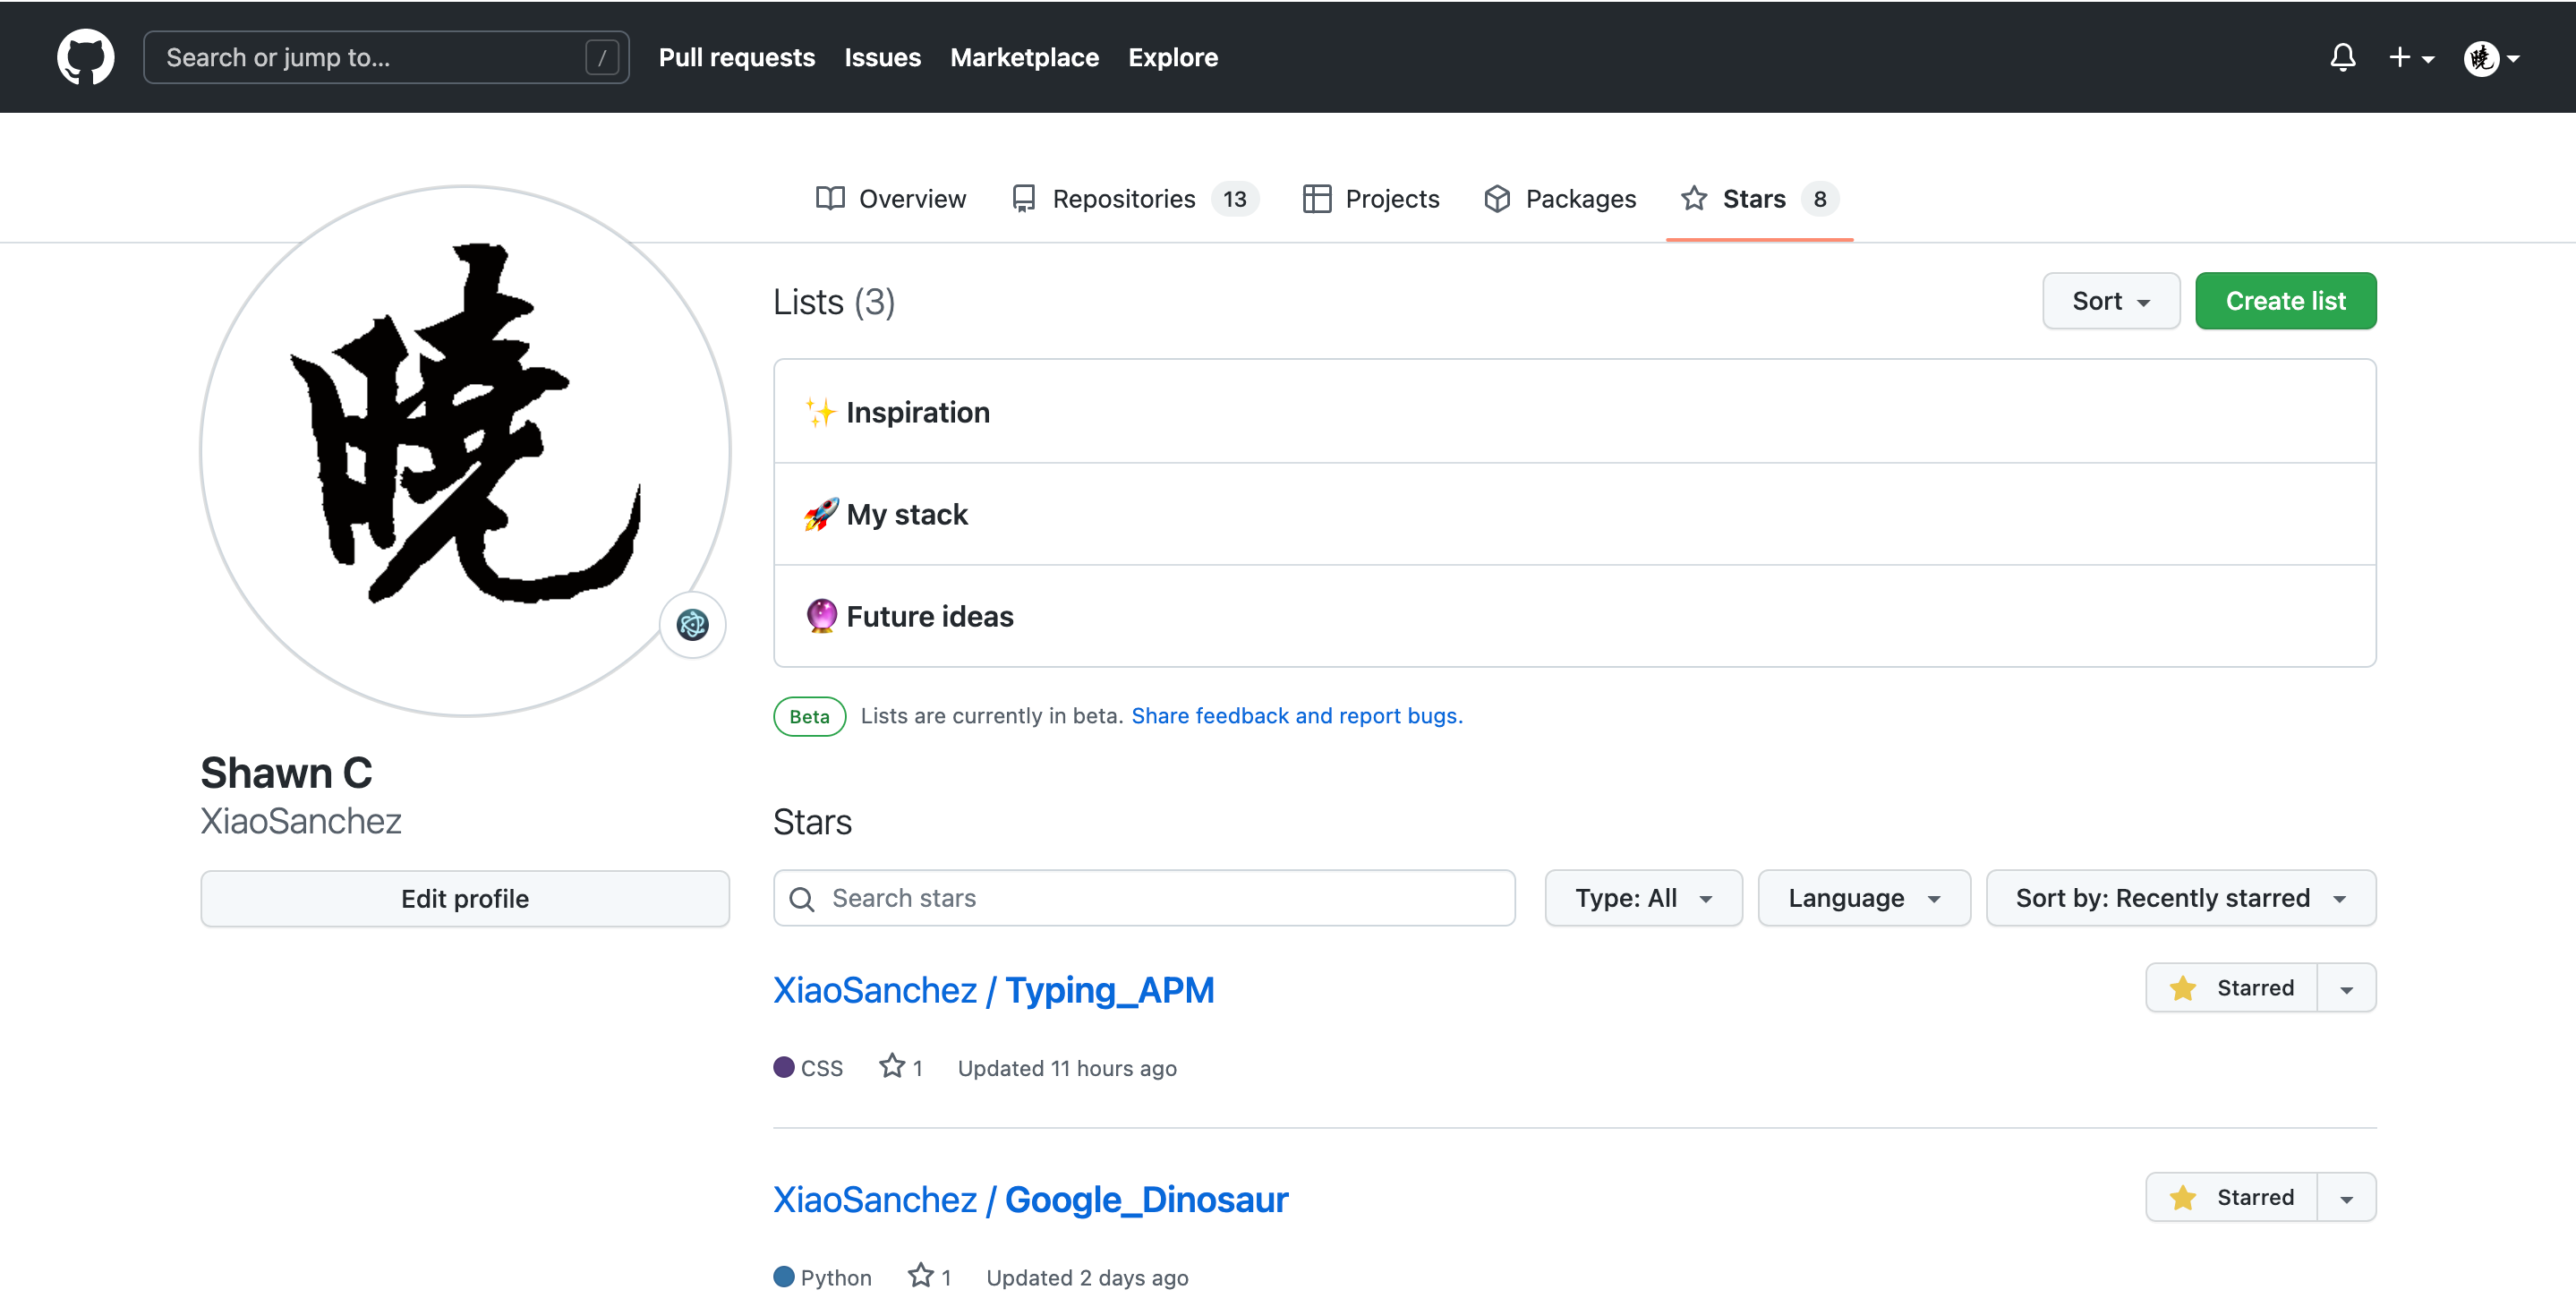 Search or jump to... /
Pull requests Issues Marketplace Explore
Overview Repositories 13 Projects Packages Stars 8
曉
Lists (3)
Sort Create list
✨ Inspiration
🚀 My stack
🔮 Future ideas
Beta Lists are currently in beta. Share feedback and report bugs.
Shawn C
XiaoSanchez
Edit profile
Stars
Search stars Type: All Language Sort by: Recently starred
XiaoSanchez / Typing_APM Starred
CSS 1 Updated 11 hours ago
XiaoSanchez / Google_Dinosaur Starred
Python 1 Updated 2 days ago